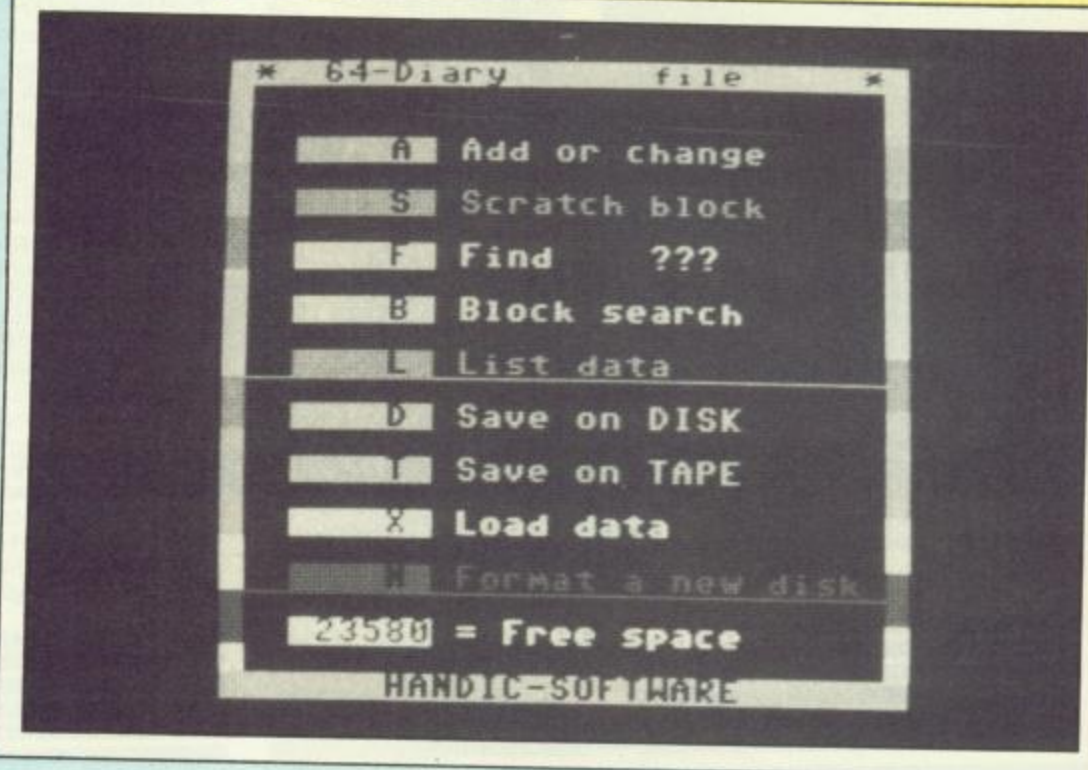 * 64-Diary file *
A Add or change
S Scratch block
F Find ???
B Block search
L List data
D Save on DISK
T Save on TAPE
X Load data
Format a new disk
23580 = Free space
HANDIC-SOFTWARE